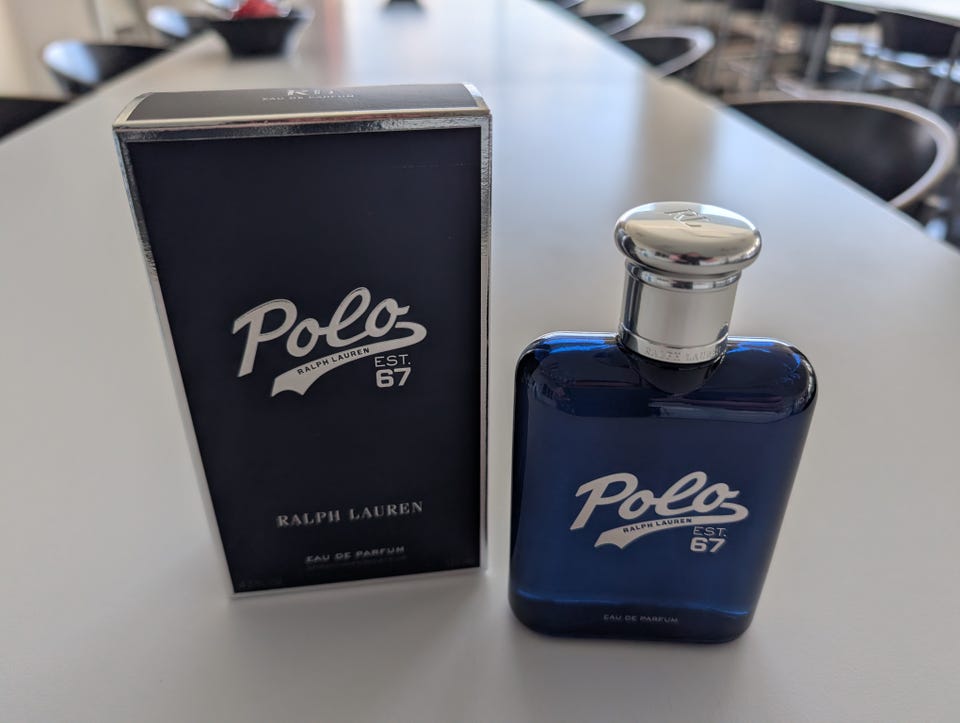 EAU DE PARFUM
Polo
RALPH LAUREN
EST.
67
RALPH LAUREN
EAU DE PARFUM
RL
RALPH LAUREN
Polo
RALPH LAUREN
EST.
67
EAU DE PARFUM